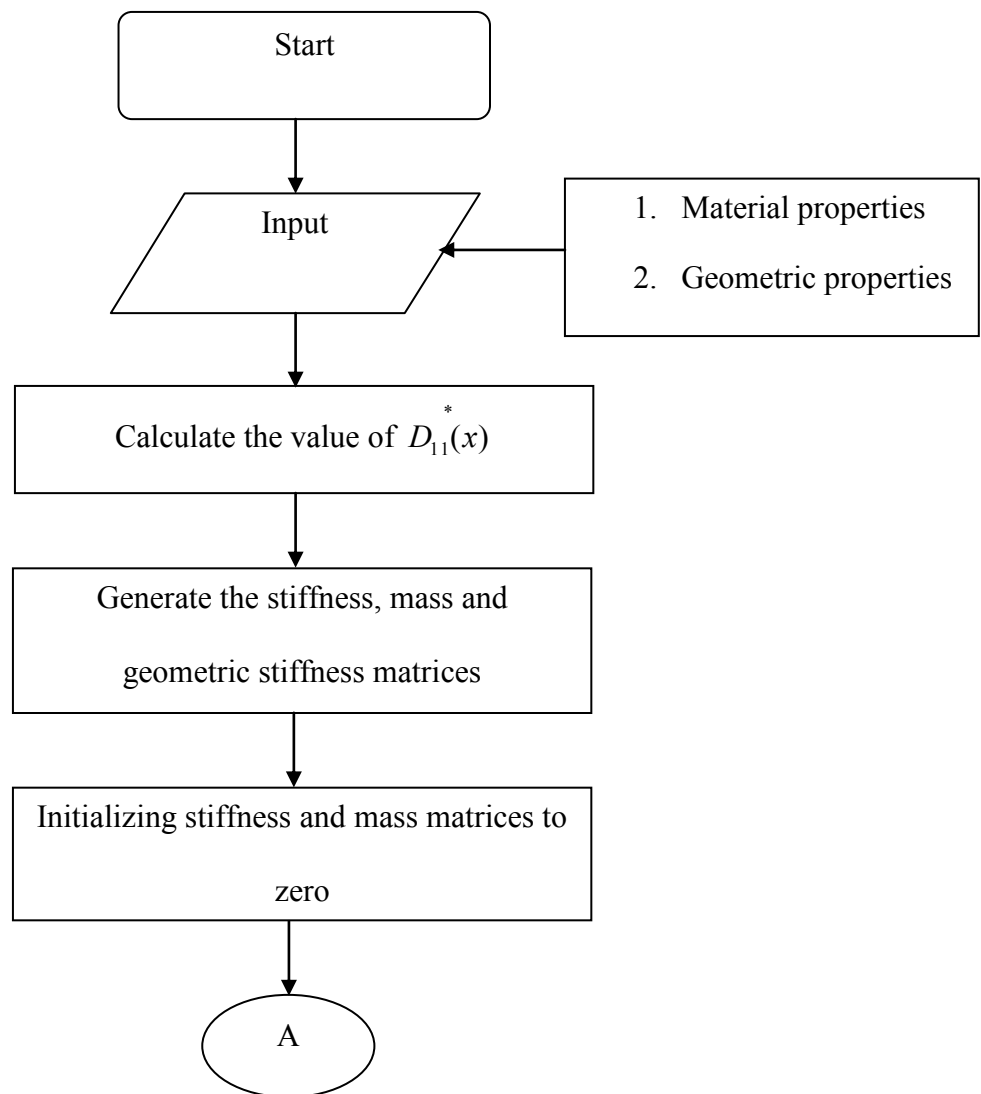 Start
Input
1. Material properties
2. Geometric properties
Calculate the value of D₁₁*(x)
Generate the stiffness, mass and
geometric stiffness matrices
Initializing stiffness and mass matrices to
zero
A